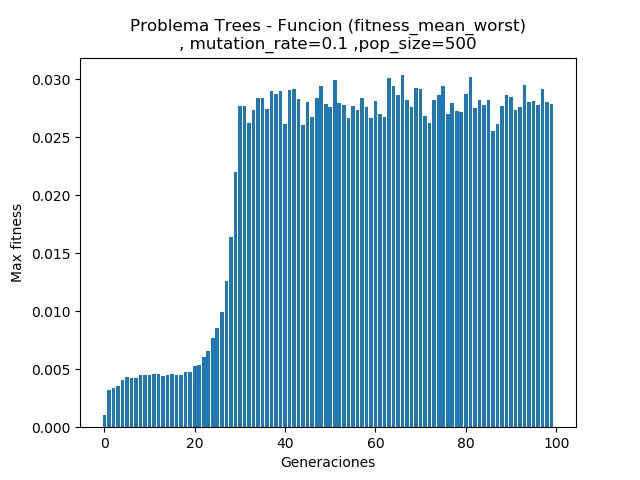 Problema Trees - Funcion (fitness_mean_worst)
, mutation_rate=0.1 ,pop_size=500
0.030
0.025
0.020
0.015
0.010
0.005
0.000
Max fitness
0 20 40 60 80 100
Generaciones